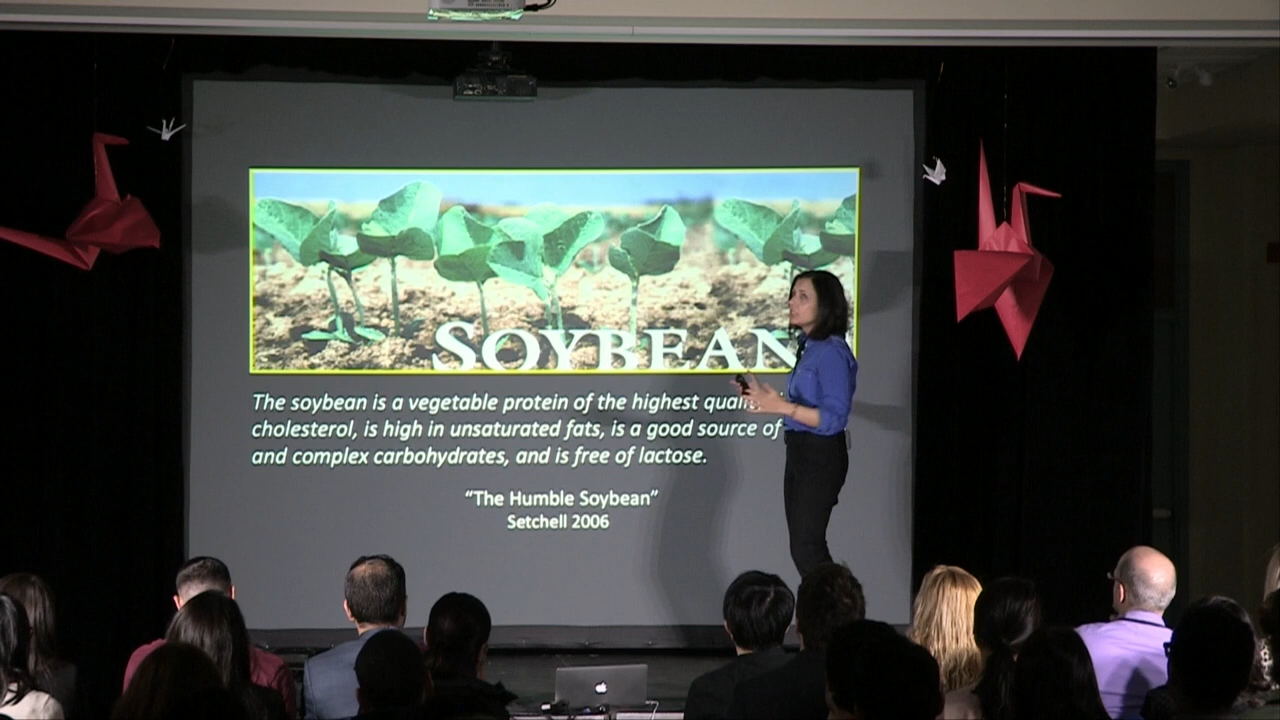 SOYBEAN
The soybean is a vegetable protein of the highest
cholesterol, is high in unsaturated fats, is a good source of
and complex carbohydrates, and is free of lactose.
“The Humble Soybean”
Setchell 2006